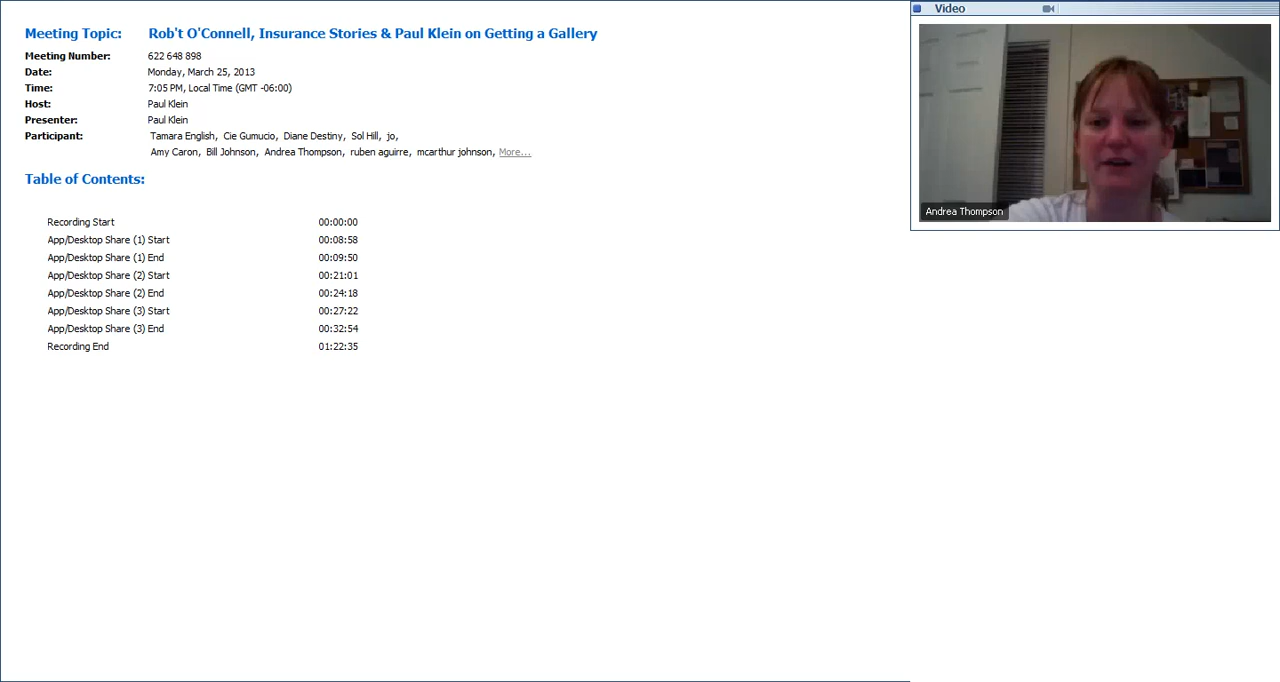 Meeting Topic: Rob't O'Connell, Insurance Stories & Paul Klein on Getting a Gallery
Meeting Number: 622 648 898
Date: Monday, March 25, 2013
Time: 7:05 PM, Local Time (GMT -06:00)
Host: Paul Klein
Presenter: Paul Klein
Participant: Tamara English, Cie Gumucio, Diane Destiny, Sol Hill, jo,
Amy Caron, Bill Johnson, Andrea Thompson, ruben aguirre, mcarthur johnson, More...
Table of Contents:
Recording Start 00:00:00
App/Desktop Share (1) Start 00:08:58
App/Desktop Share (1) End 00:09:50
App/Desktop Share (2) Start 00:21:01
App/Desktop Share (2) End 00:24:18
App/Desktop Share (3) Start 00:27:22
App/Desktop Share (3) End 00:32:54
Recording End 01:22:35
Video
Andrea Thompson